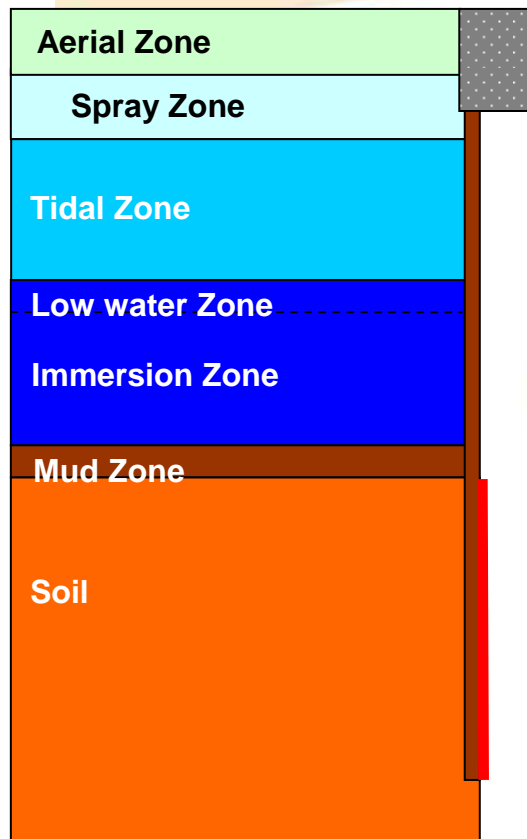 Aerial Zone
Spray Zone
Tidal Zone
Low water Zone
Immersion Zone
Mud Zone
Soil